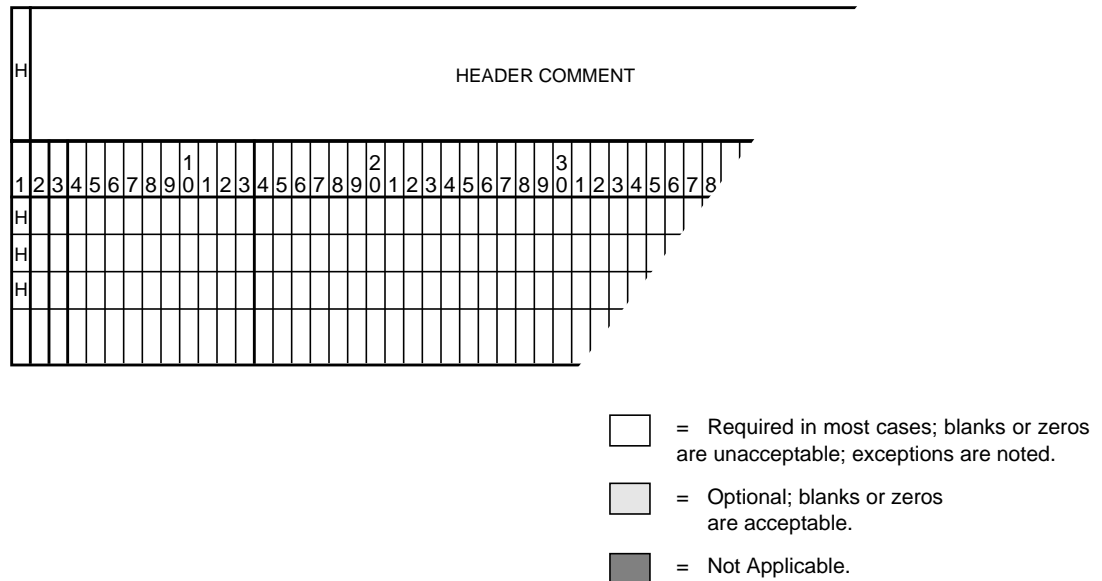 H HEADER COMMENT
1 2 3
1 2 3 4 5 6 7 8 9 0 1 2 3 4 5 6 7 8 9 0 1 2 3 4 5 6 7 8 9 0 1 2 3 4 5 6 7 8
H
H
H
= Required in most cases; blanks or zeros
are unacceptable; exceptions are noted.
= Optional; blanks or zeros
are acceptable.
= Not Applicable.